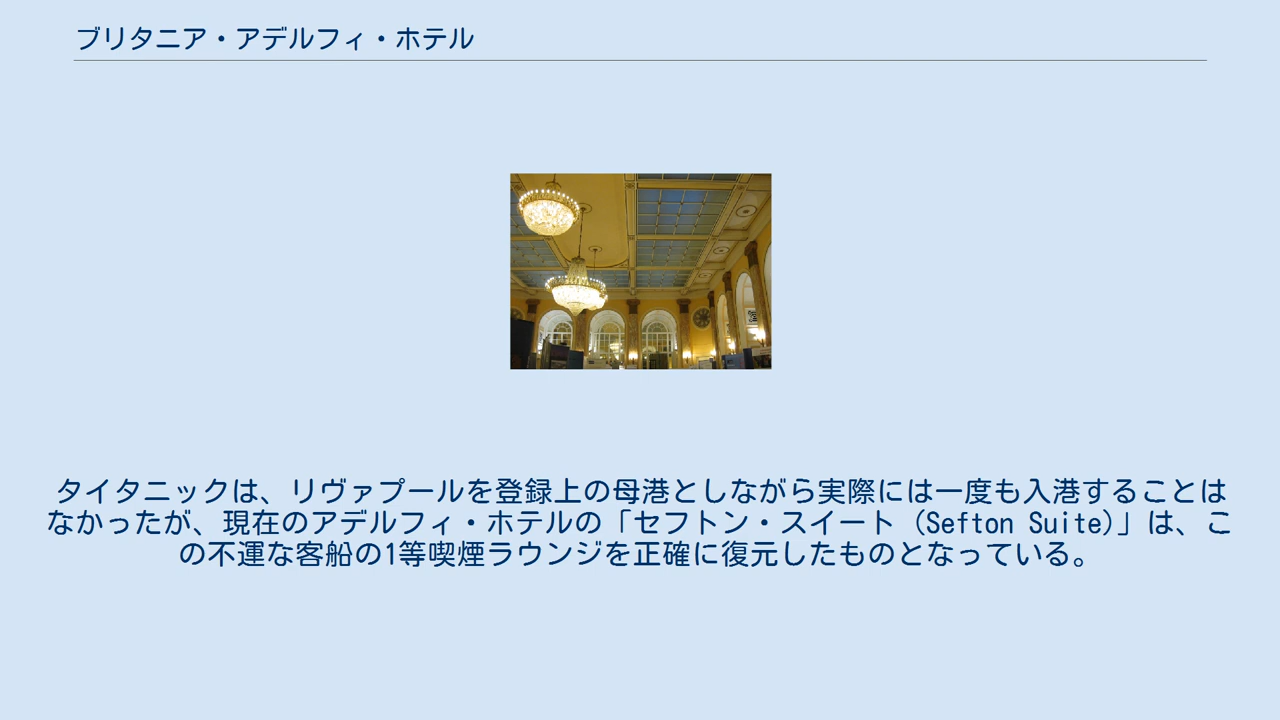 ブリタニア・アデルフィ・ホテル
タイタニックは、リヴァプールを登録上の母港としながら実際には一度も入港することは
なかったが、現在のアデルフィ・ホテルの「セフトン・スイート (Sefton Suite)」は、こ
の不運な客船の1等喫煙ラウンジを正確に復元したものとなっている。